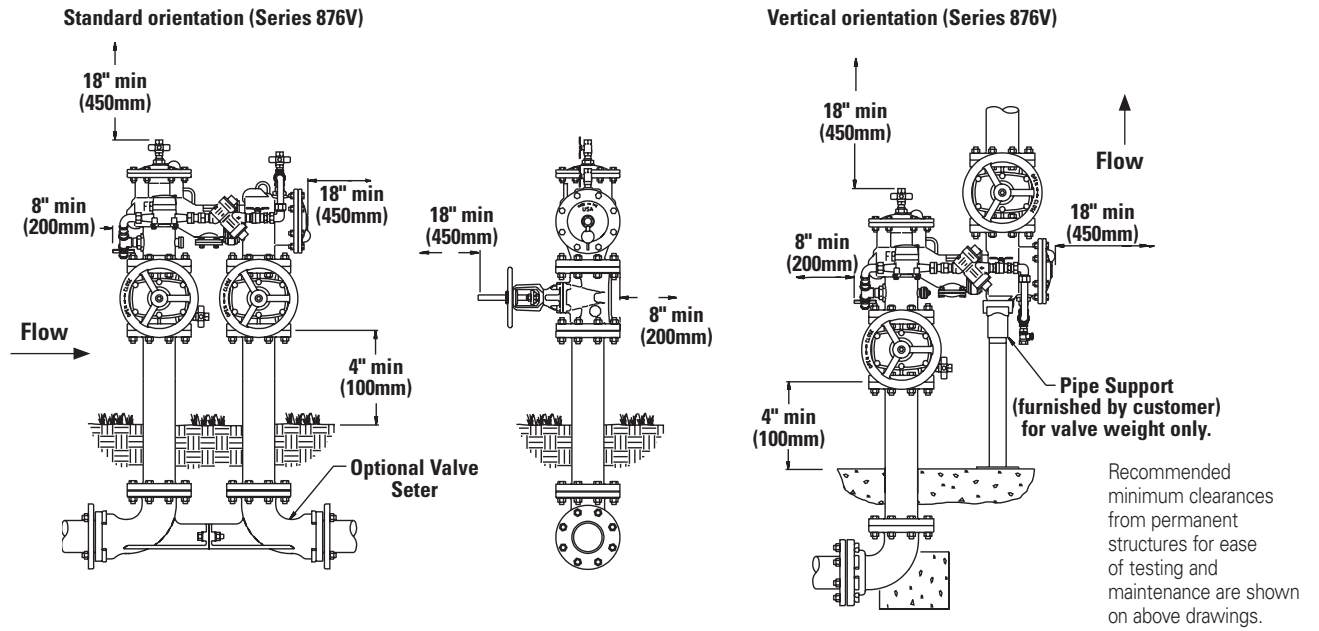 Standard orientation (Series 876V)
Vertical orientation (Series 876V)
18" min
(450mm)
8" min
(200mm)
18" min
(450mm)
Flow
4" min
(100mm)
Optional Valve
Seter
18" min
(450mm)
USA
8" min
(200mm)
18" min
(450mm)
Flow
8" min
(200mm)
18" min
(450mm)
4" min
(100mm)
Pipe Support
(furnished by customer)
for valve weight only.
Recommended
minimum clearances
from permanent
structures for ease
of testing and
maintenance are shown
on above drawings.